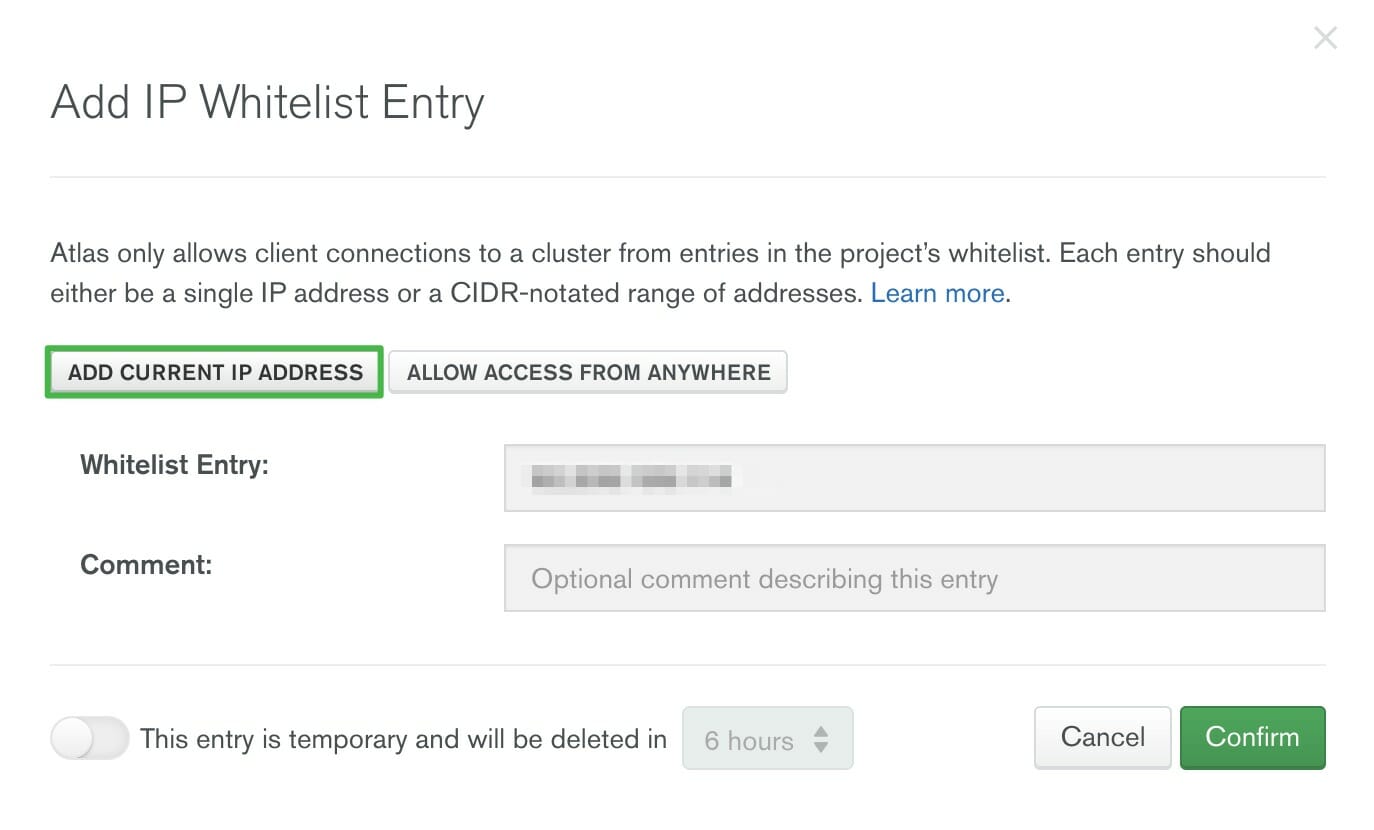 Add IP Whitelist Entry
Atlas only allows client connections to a cluster from entries in the project’s whitelist. Each entry should
either be a single IP address or a CIDR-notated range of addresses. Learn more.
ADD CURRENT IP ADDRESS ALLOW ACCESS FROM ANYWHERE
Whitelist Entry:
Comment: Optional comment describing this entry
This entry is temporary and will be deleted in 6 hours Cancel Confirm